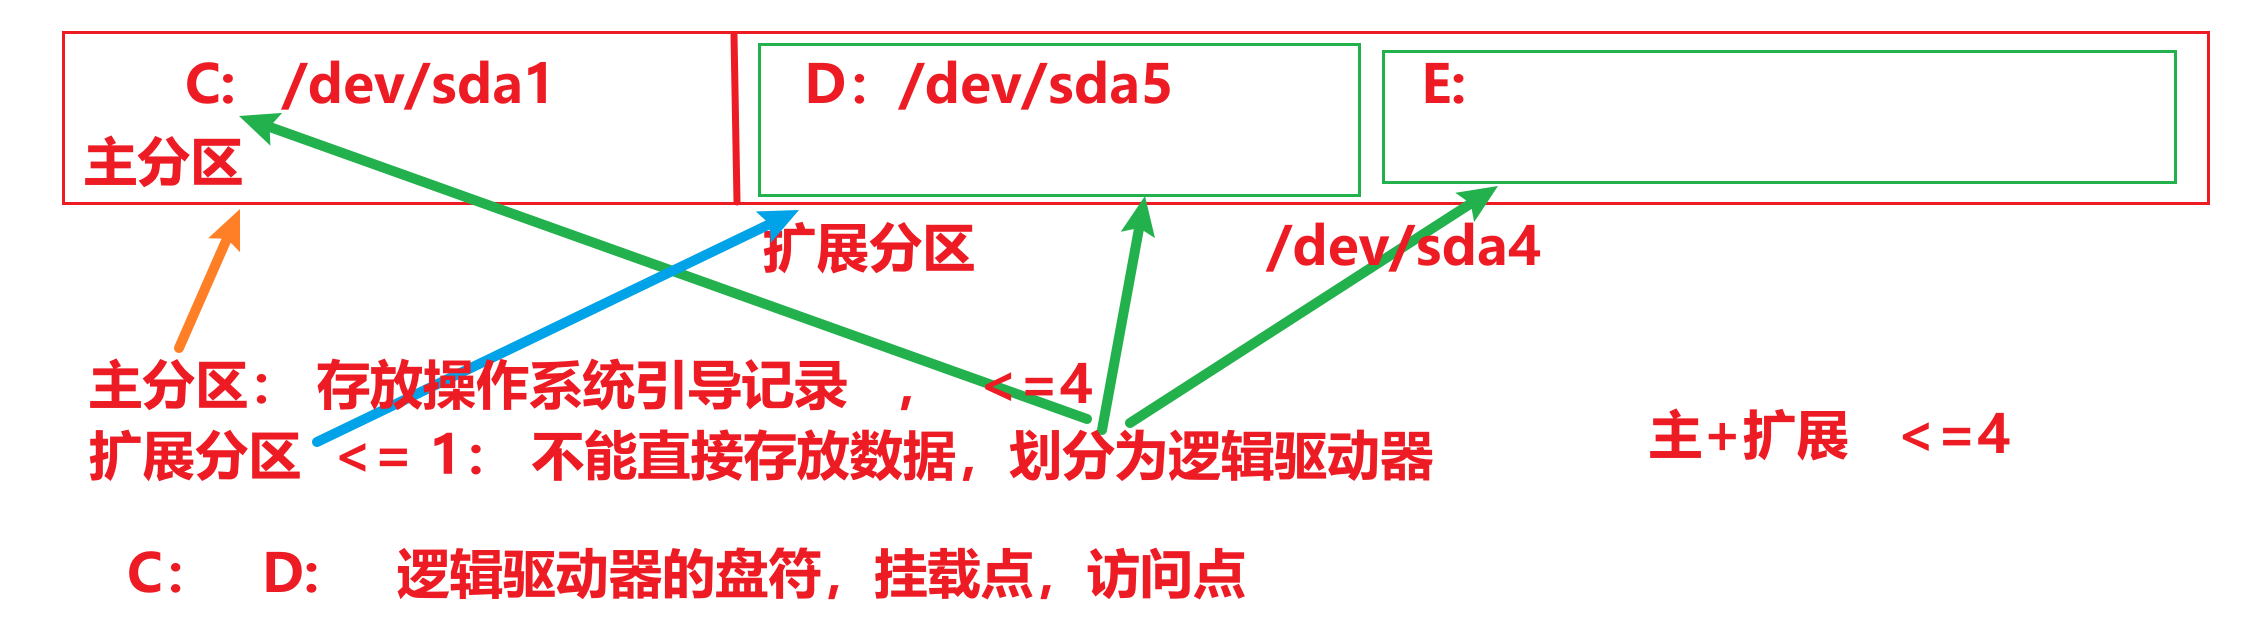 C: /dev/sda1 D: /dev/sda5 E:
主分区
扩展分区 /dev/sda4
主分区： 存放操作系统引导记录 ， <=4
扩展分区 <= 1： 不能直接存放数据，划分为逻辑驱动器
主+扩展 <=4
C： D: 逻辑驱动器的盘符，挂载点，访问点